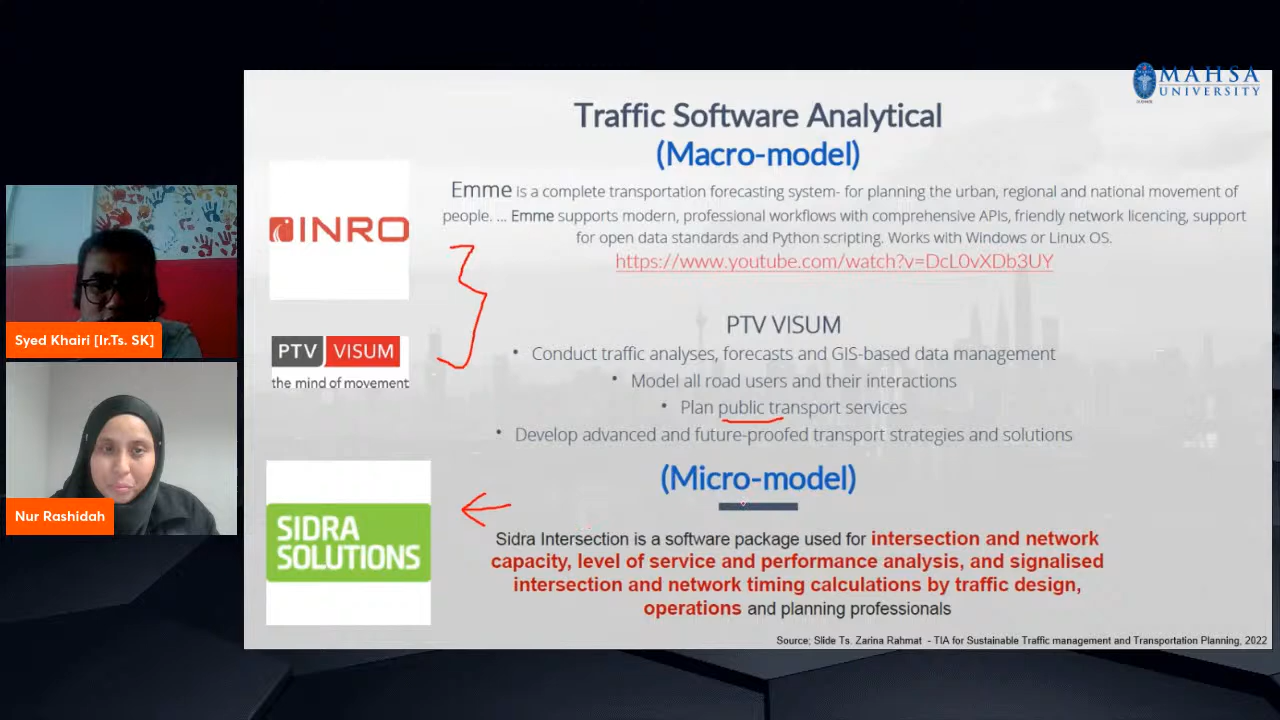 MAHSA
UNIVERSITY
Traffic Software Analytical
(Macro-model)
INRO
Emme is a complete transportation forecasting system- for planning the urban, regional and national movement of
people. ... Emme supports modern, professional workflows with comprehensive APIs, friendly network licencing, support
for open data standards and Python scripting. Works with Windows or Linux OS.
https://www.youtube.com/watch?v=DcL0vXDb3UY
PTV VISUM
the mind of movement
PTV VISUM
• Conduct traffic analyses, forecasts and GIS-based data management
• Model all road users and their interactions
• Plan public transport services
• Develop advanced and future-proofed transport strategies and solutions
(Micro-model)
SIDRA
SOLUTIONS
Sidra Intersection is a software package used for intersection and network
capacity, level of service and performance analysis, and signalised
intersection and network timing calculations by traffic design,
operations and planning professionals
Source; Slide Ts. Zarina Rahmat - TIA for Sustainable Traffic management and Transportation Planning, 2022
Syed Khairi [Ir.Ts. SK]
Nur Rashidah